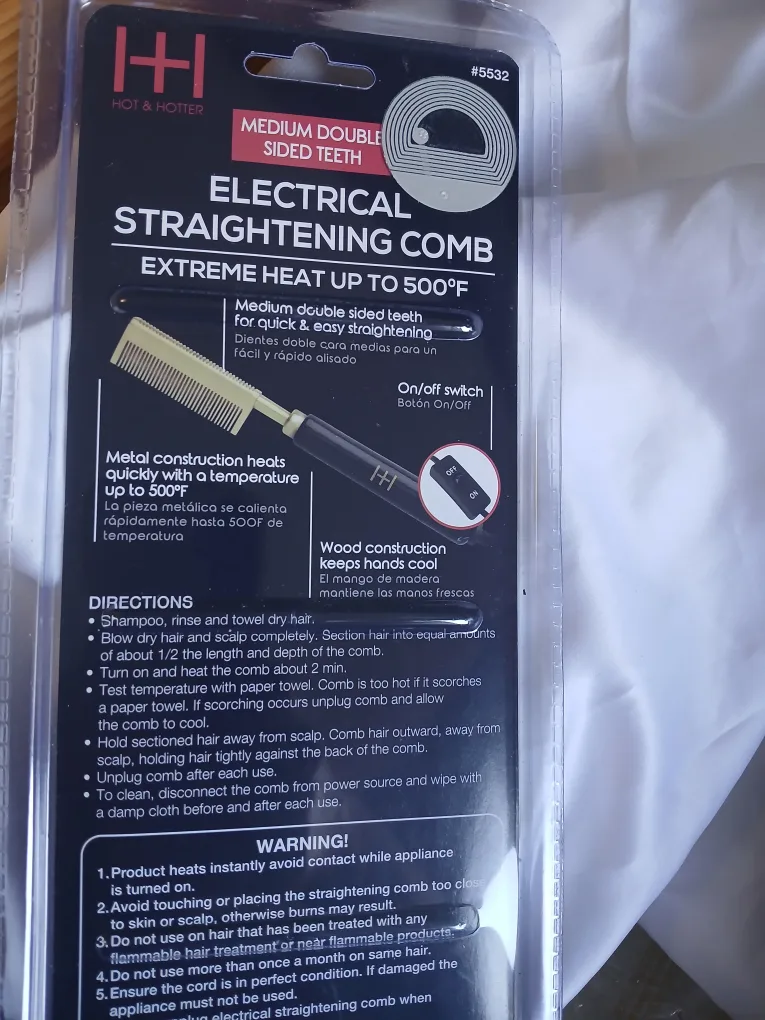 HH
HOT & HOTTER
#5532
MEDIUM DOUBLE
SIDED TEETH
ELECTRICAL
STRAIGHTENING COMB
EXTREME HEAT UP TO 500ºF
Medium double sided teeth
for quick & easy straightening
Dientes doble cara medias para un
fácil y rápido alisado
On/off switch
Botón On/Off
OFF
ON
HH
Metal construction heats
quickly with a temperature
up to 500ºF
La pieza metálica se calienta
rápidamente hasta 500F de
temperatura
Wood construction
keeps hands cool
El mango de madera
mantiene las manos frescas
DIRECTIONS
• Shampoo, rinse and towel dry hair.
• Blow dry hair and scalp completely. Section hair into equal amounts
of about 1/2 the length and depth of the comb.
• Turn on and heat the comb about 2 min.
• Test temperature with paper towel. Comb is too hot if it scorches
a paper towel. If scorching occurs unplug comb and allow
the comb to cool.
• Hold sectioned hair away from scalp. Comb hair outward, away from
scalp, holding hair tightly against the back of the comb.
• Unplug comb after each use.
• To clean, disconnect the comb from power source and wipe with
a damp cloth before and after each use.
WARNING!
1. Product heats instantly avoid contact while appliance
is turned on.
2. Avoid touching or placing the straightening comb too clos
to skin or scalp, otherwise burns may result.
3. Do not use on hair that has been treated with any
flammable hair treatment or near flammable products.
4. Do not use more than once a month on same hair.
5. Ensure the cord is in perfect condition. If damaged the
appliance must not be used.
electrical straightening comb when